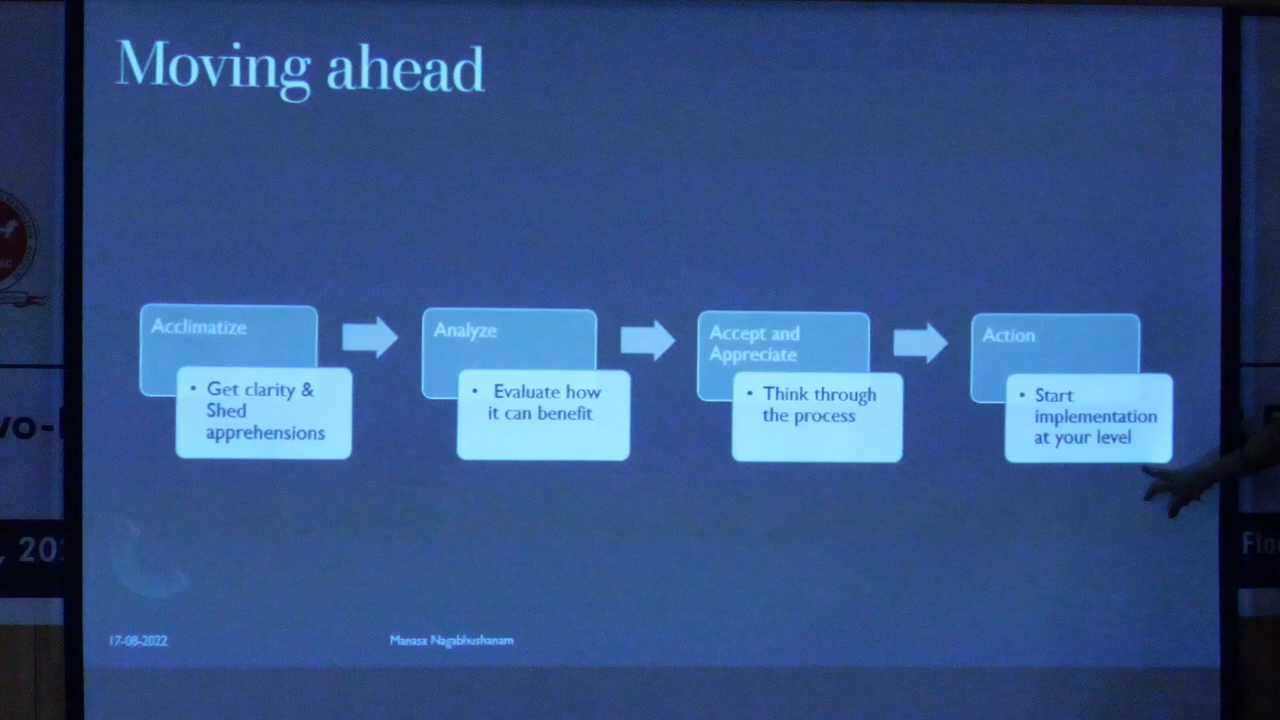 Moving ahead
Acclimatize
• Get clarity &
Shed
apprehensions
Analyze
• Evaluate how
it can benefit
Accept and
Appreciate
• Think through
the process
Action
• Start
implementation
at your level
17-08-2022
Manasa Nagabhushanam